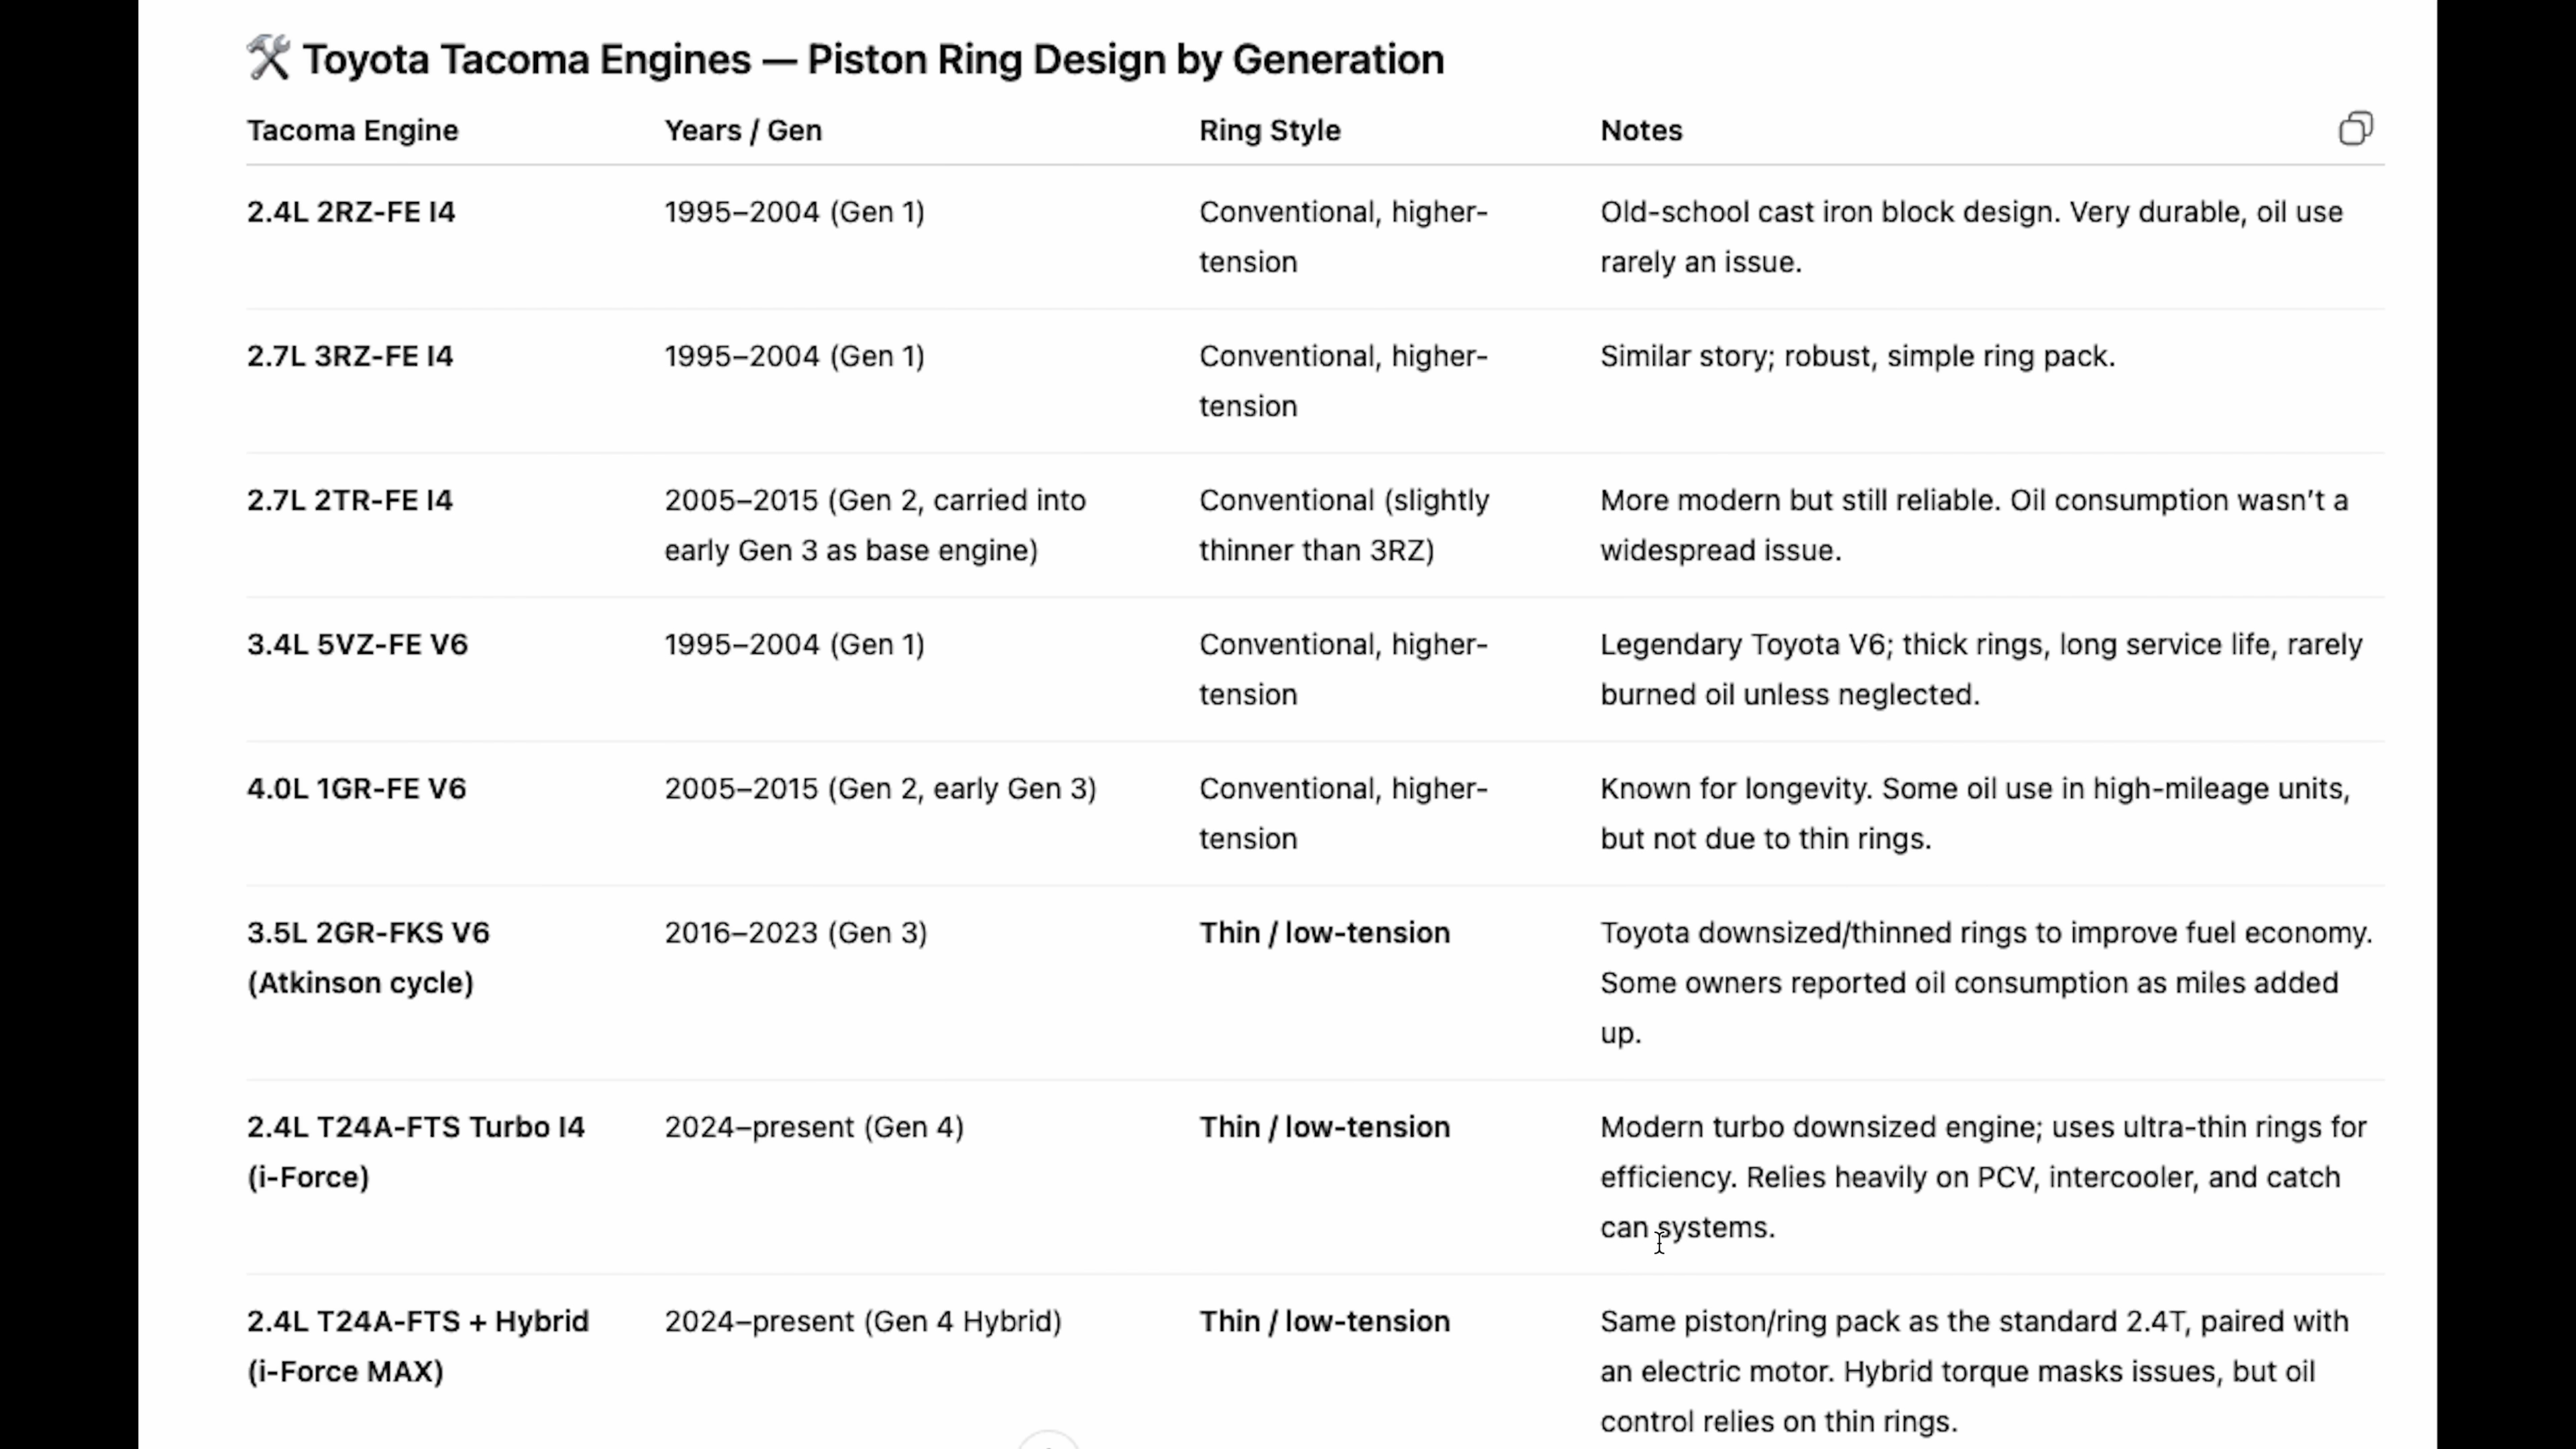 🛠 Toyota Tacoma Engines — Piston Ring Design by Generation
Tacoma Engine Years / Gen Ring Style Notes
2.4L 2RZ-FE I4 1995–2004 (Gen 1) Conventional, higher- Old-school cast iron block design. Very durable, oil use
tension rarely an issue.
2.7L 3RZ-FE I4 1995–2004 (Gen 1) Conventional, higher- Similar story; robust, simple ring pack.
tension
2.7L 2TR-FE I4 2005–2015 (Gen 2, carried into Conventional (slightly More modern but still reliable. Oil consumption wasn’t a
early Gen 3 as base engine) thinner than 3RZ) widespread issue.
3.4L 5VZ-FE V6 1995–2004 (Gen 1) Conventional, higher- Legendary Toyota V6; thick rings, long service life, rarely
tension burned oil unless neglected.
4.0L 1GR-FE V6 2005–2015 (Gen 2, early Gen 3) Conventional, higher- Known for longevity. Some oil use in high-mileage units,
tension but not due to thin rings.
3.5L 2GR-FKS V6 2016–2023 (Gen 3) Thin / low-tension Toyota downsized/thinned rings to improve fuel economy.
(Atkinson cycle) Some owners reported oil consumption as miles added
up.
2.4L T24A-FTS Turbo I4 2024–present (Gen 4) Thin / low-tension Modern turbo downsized engine; uses ultra-thin rings for
(i-Force) efficiency. Relies heavily on PCV, intercooler, and catch
can systems.
2.4L T24A-FTS + Hybrid 2024–present (Gen 4 Hybrid) Thin / low-tension Same piston/ring pack as the standard 2.4T, paired with
(i-Force MAX) an electric motor. Hybrid torque masks issues, but oil
control relies on thin rings.